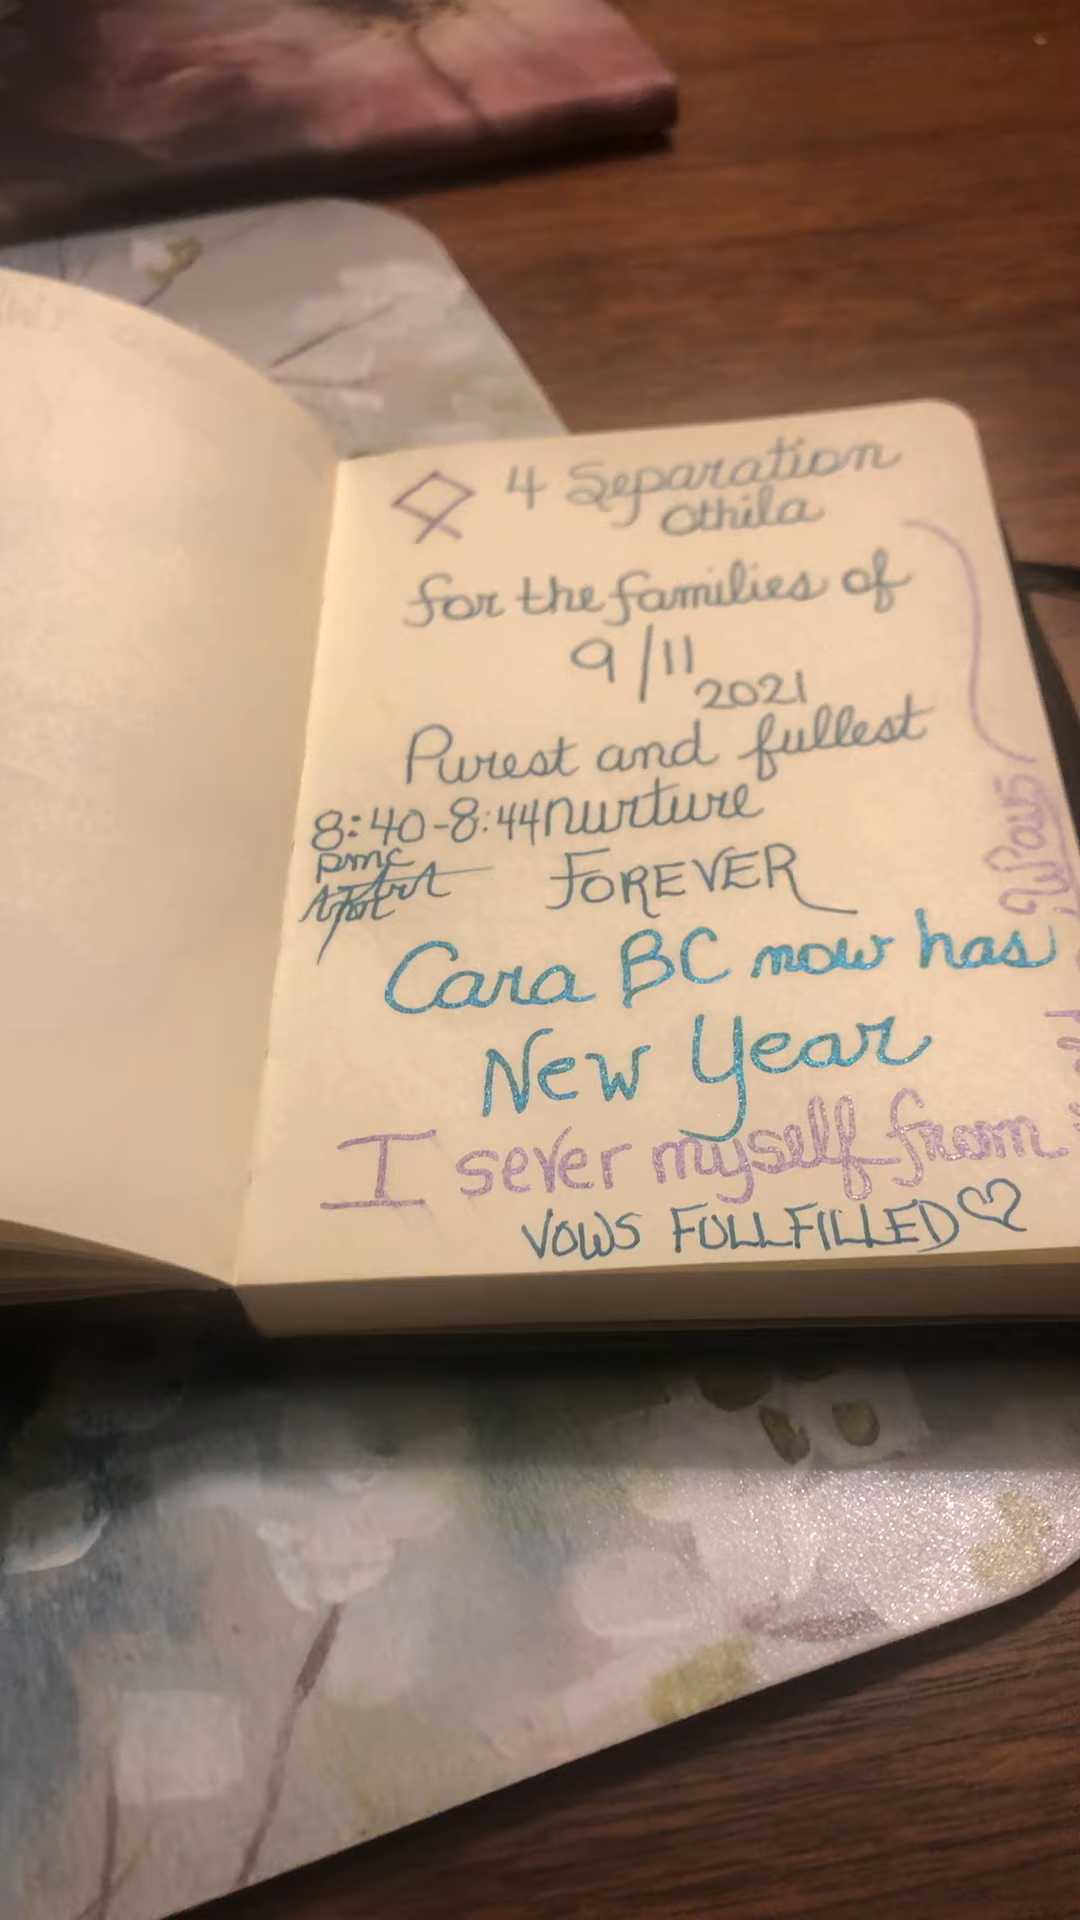 4 Separation
Othila
for the families of
9/11
2021
Purest and fullest
8:40-8:44 nurture
pmc
FOREVER
Cara BC now has
New Year
I sever myself from
VOWS FULLFILLED